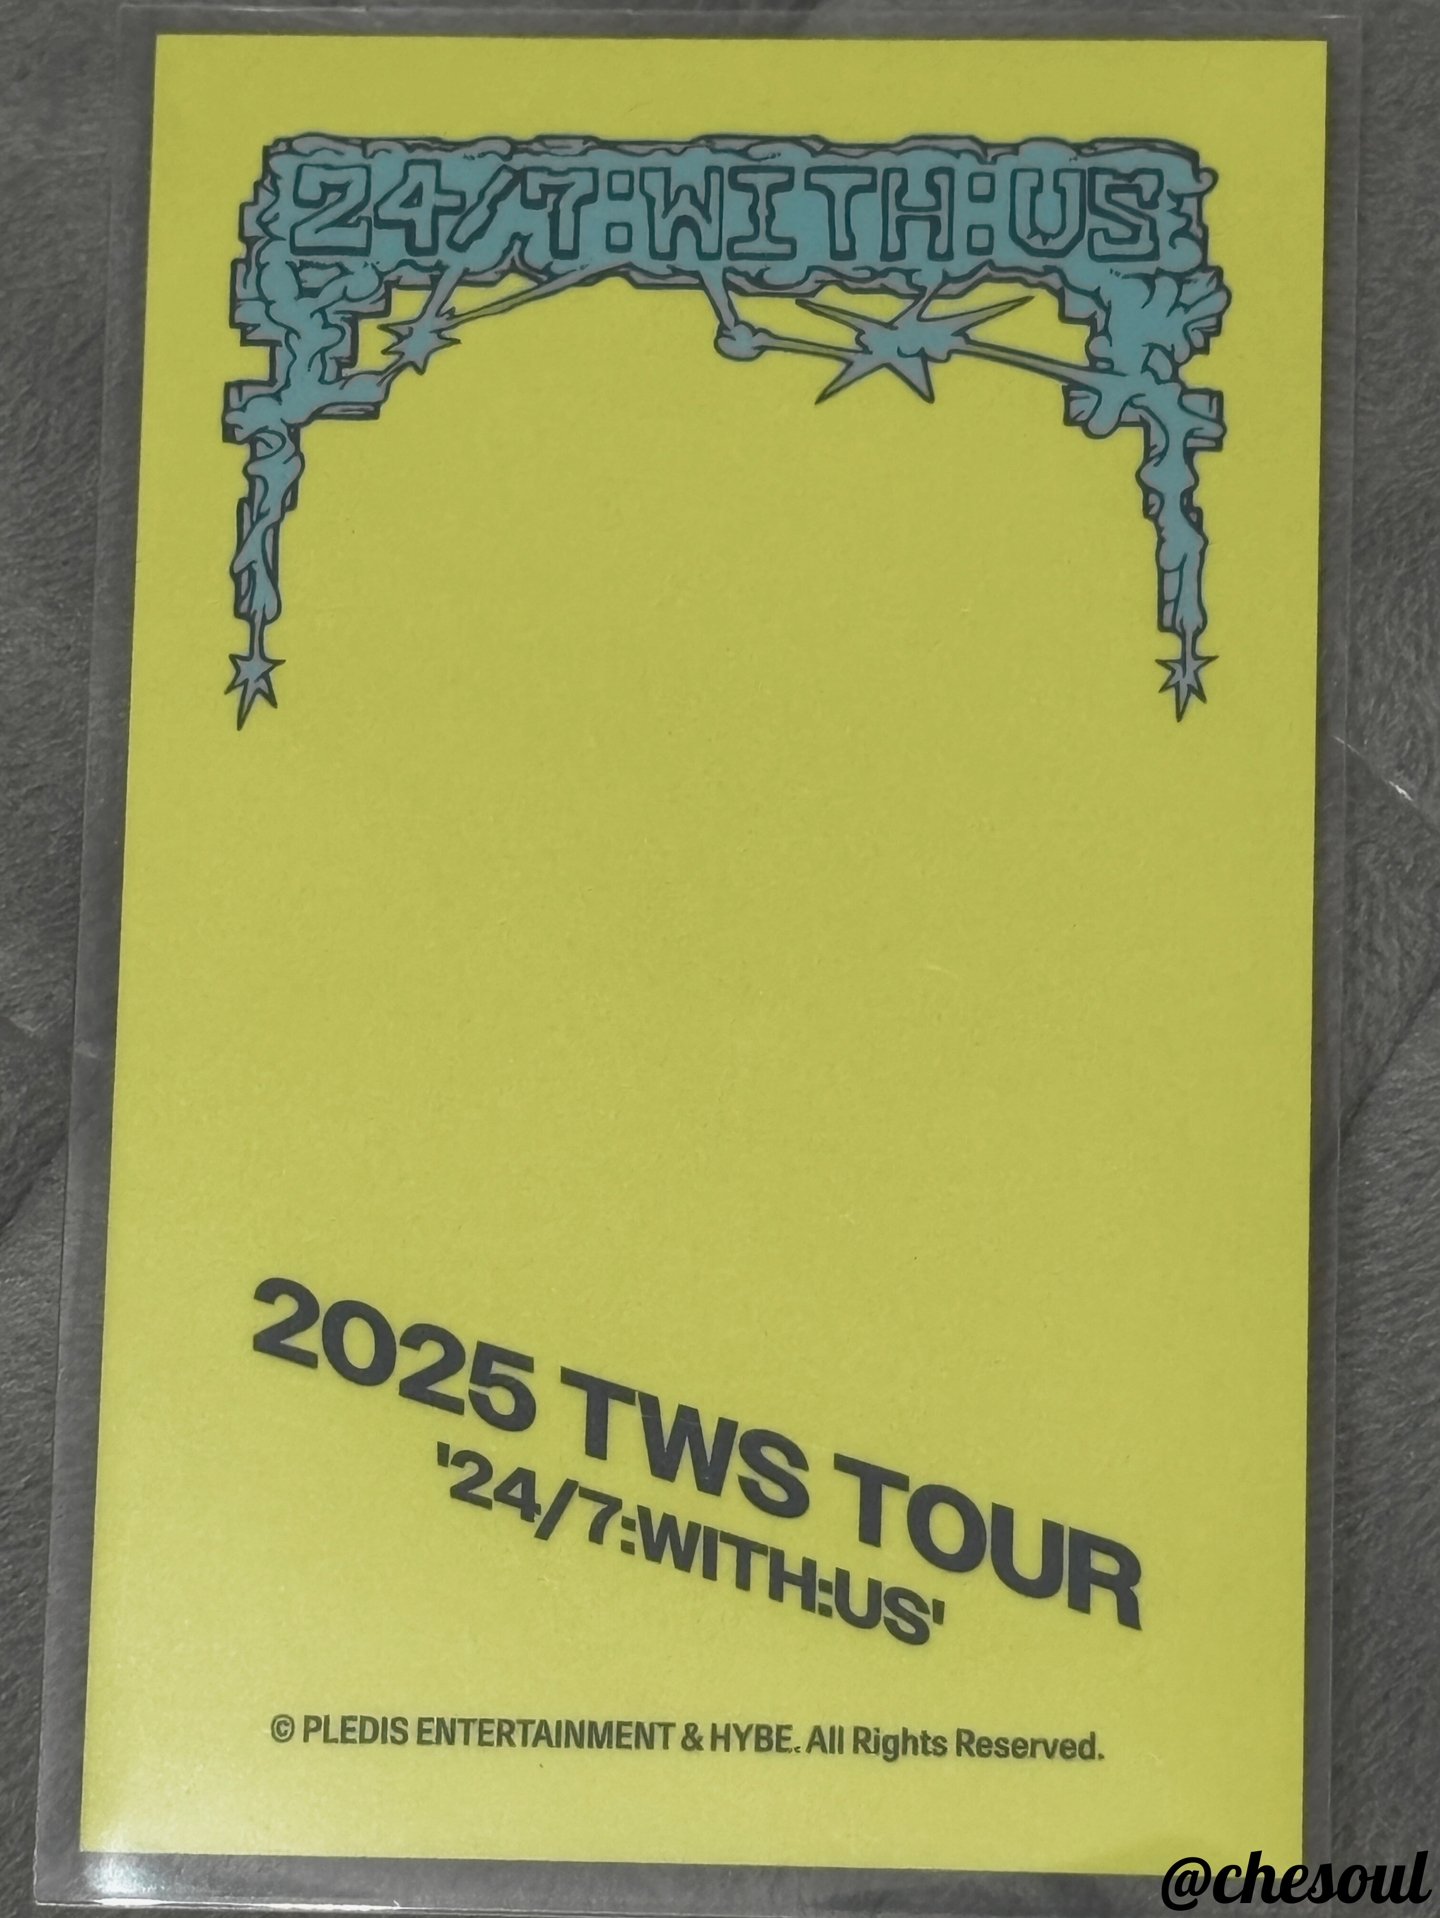 24/7:WITH:US
2025 TWS TOUR
'24/7:WITH:US'
© PLEDIS ENTERTAINMENT & HYBE. All Rights Reserved.
@chesoul